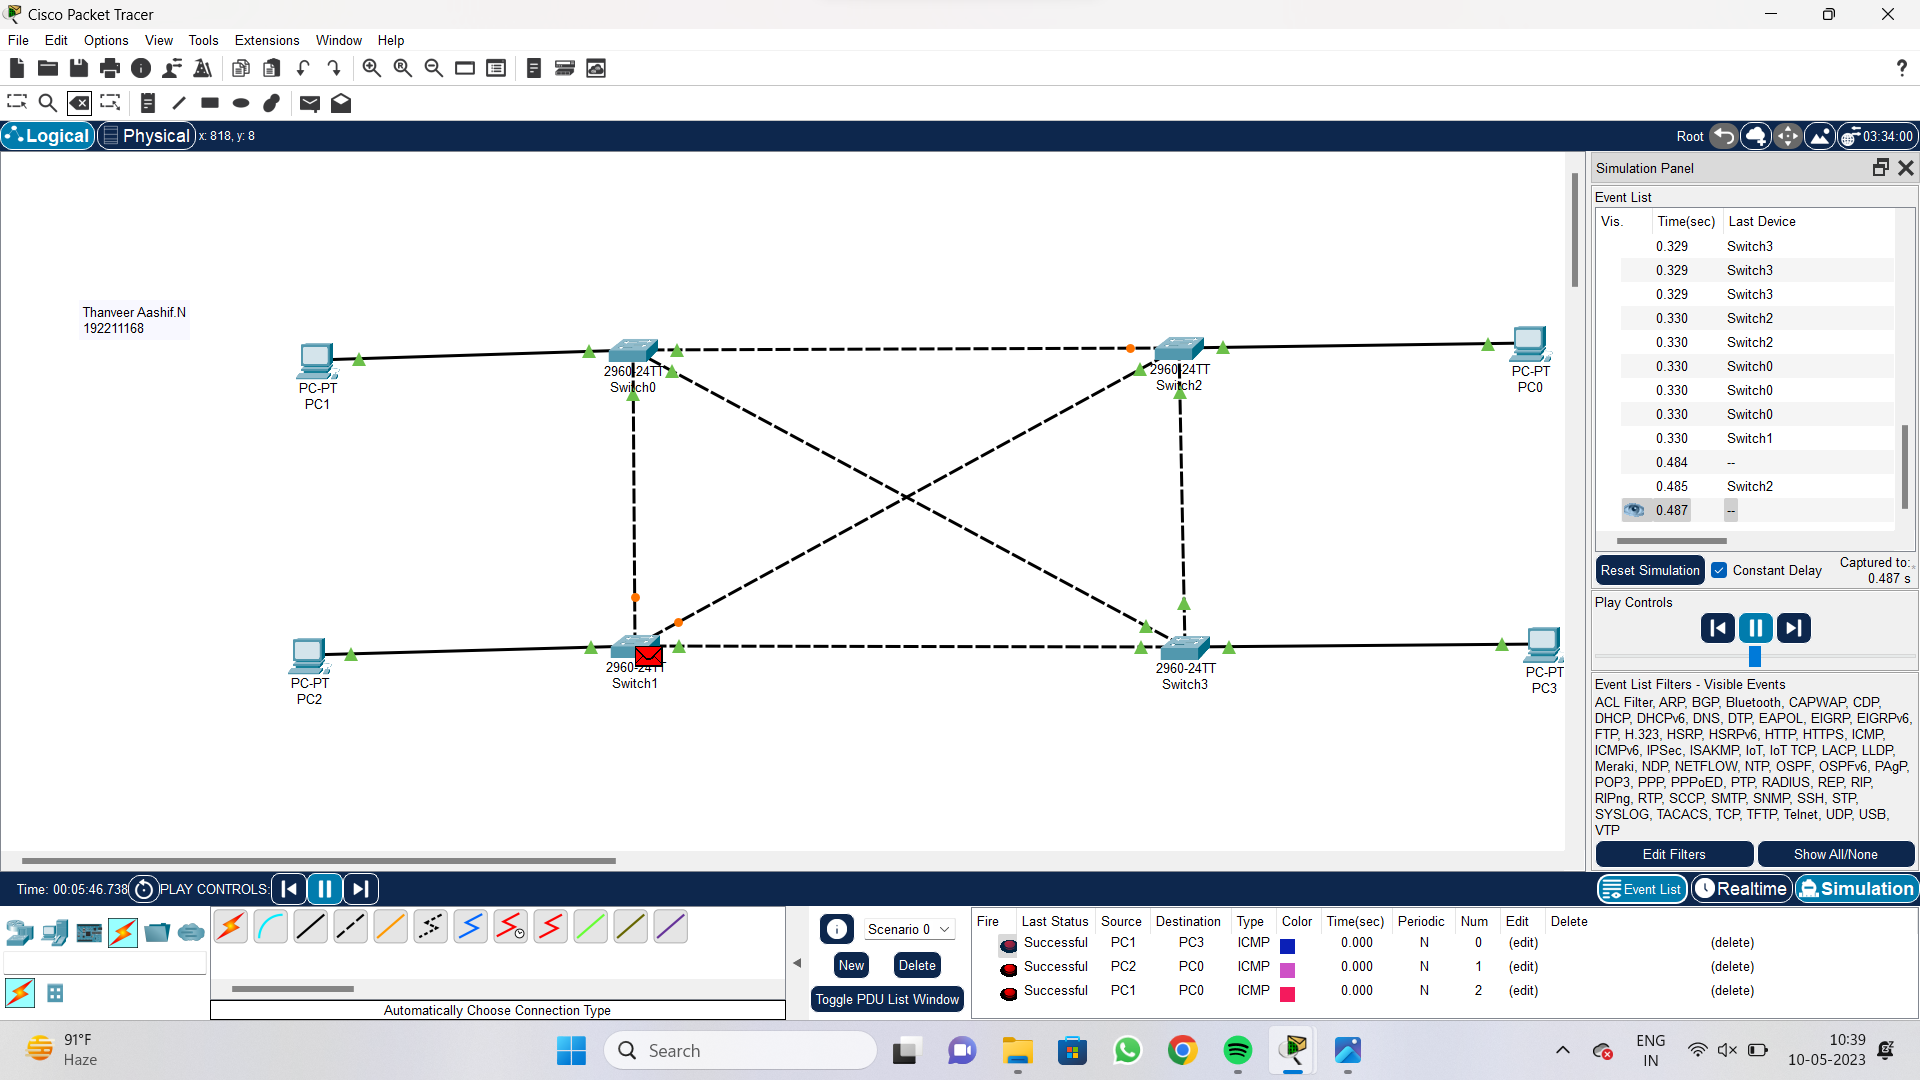 Cisco Packet Tracer
File Edit Options View Tools Extensions Window Help
?
Logical Physical x: 818, y: 8 Root 03:34:00
Simulation Panel
Event List
Vis. Time(sec) Last Device
0.329 Switch3
0.329 Switch3
0.329 Switch3
0.330 Switch2
0.330 Switch2
0.330 Switch0
0.330 Switch0
0.330 Switch0
0.330 Switch1
0.484 --
0.485 Switch2
0.487 --
Reset Simulation Constant Delay Captured to:
0.487 s
Play Controls
Event List Filters - Visible Events
ACL Filter, ARP, BGP, Bluetooth, CAPWAP, CDP,
DHCP, DHCPv6, DNS, DTP, EAPOL, EIGRP, EIGRPv6,
FTP, H.323, HSRP, HSRPv6, HTTP, HTTPS, ICMP,
ICMPv6, IPSec, ISAKMP, IoT, IoT TCP, LACP, LLDP,
Meraki, NDP, NETFLOW, NTP, OSPF, OSPFv6, PAgP,
POP3, PPP, PPPoED, PTP, RADIUS, REP, RIP,
RIPng, RTP, SCCP, SMTP, SNMP, SSH, STP,
SYSLOG, TACACS, TCP, TFTP, Telnet, UDP, USB,
VTP
Edit Filters Show All/None
Thanveer Aashif.N
192211168
PC-PT
PC1
2960-24TT
Switch0
2960-24TT
Switch2
PC-PT
PC0
PC-PT
PC2
2960-24TT
Switch1
2960-24TT
Switch3
PC-PT
PC3
Time: 00:05:46.738 PLAY CONTROLS: Event List Realtime Simulation
Automatically Choose Connection Type
Scenario 0
New Delete
Toggle PDU List Window
Fire Last Status Source Destination Type Color Time(sec) Periodic Num Edit Delete
Successful PC1 PC3 ICMP 0.000 N 0 (edit) (delete)
Successful PC2 PC0 ICMP 0.000 N 1 (edit) (delete)
Successful PC1 PC0 ICMP 0.000 N 2 (edit) (delete)
91°F
Haze
Search
ENG
IN
10:39
10-05-2023